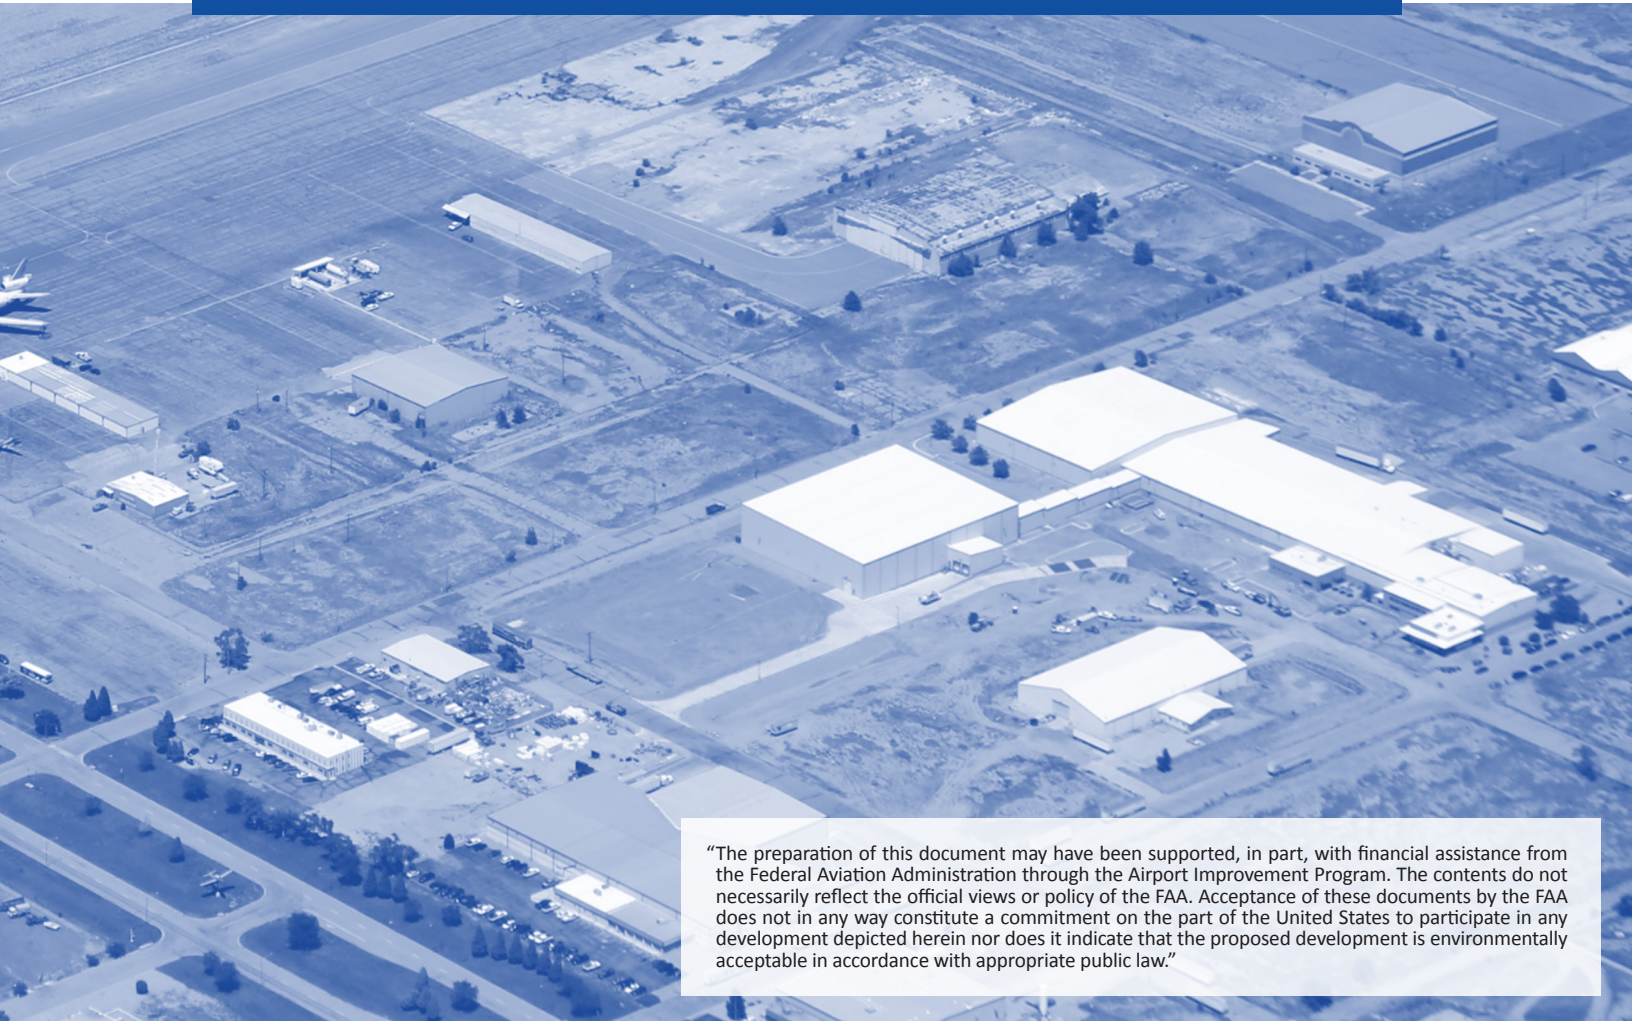 “The preparation of this document may have been supported, in part, with financial assistance from
the Federal Aviation Administration through the Airport Improvement Program. The contents do not
necessarily reflect the official views or policy of the FAA. Acceptance of these documents by the FAA
does not in any way constitute a commitment on the part of the United States to participate in any
development depicted herein nor does it indicate that the proposed development is environmentally
acceptable in accordance with appropriate public law.”